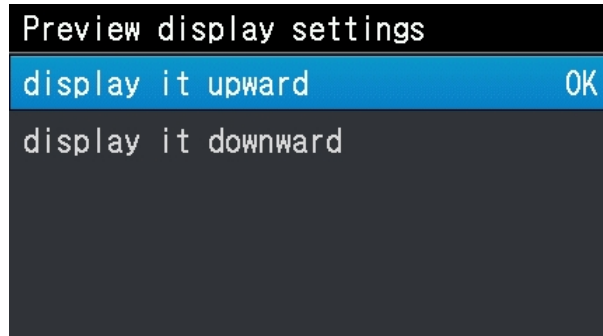 Preview display settings
display it upward OK
display it downward